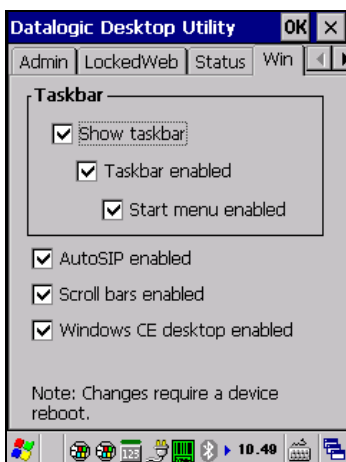 Datalogic Desktop Utility OK ×
Admin LockedWeb Status Win
Taskbar
Show taskbar
Taskbar enabled
Start menu enabled
AutoSIP enabled
Scroll bars enabled
Windows CE desktop enabled
Note: Changes require a device
reboot.
123 10.49